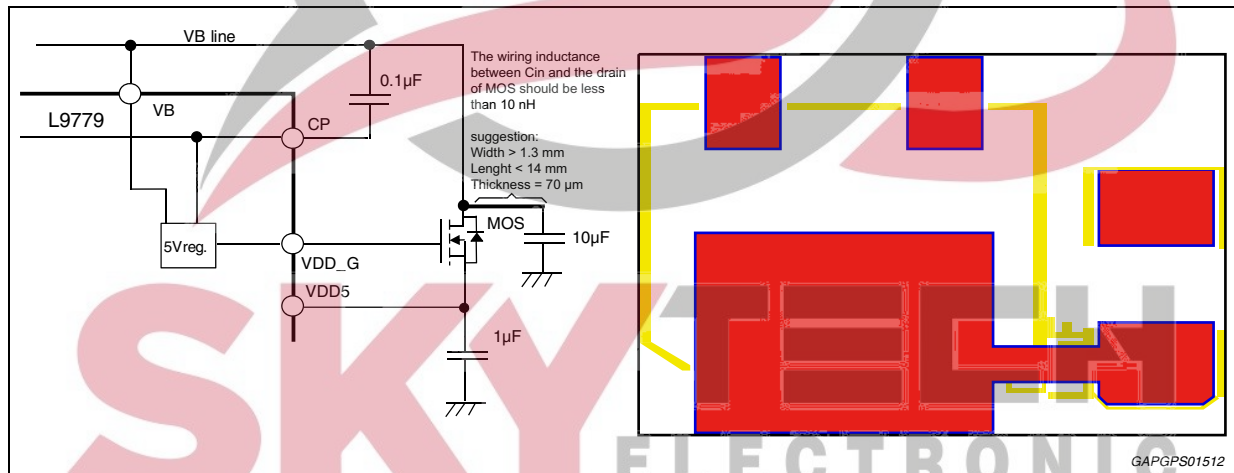 VB line
The wiring inductance
between Cin and the drain
of MOS should be less
than 10 nH
0.1µF
VB
L9779
CP
suggestion:
Width > 1.3 mm
Lenght < 14 mm
Thickness = 70 µm
MOS
5Vreg.
10µF
VDD_G
VDD5
1µF
SKYTECH
ELECTRONIC
GAPGPS01512